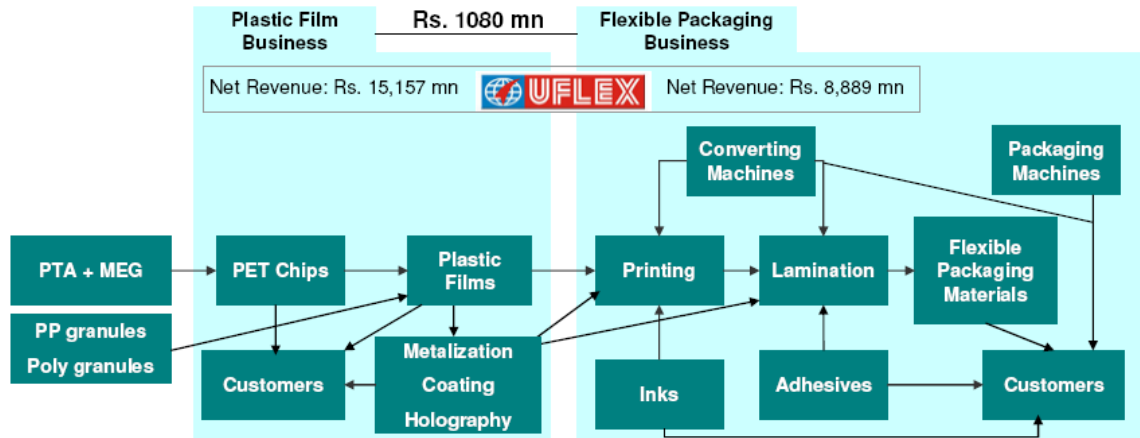 Plastic Film
Business
Rs. 1080 mn
Flexible Packaging
Business
Net Revenue: Rs. 15,157 mn
UFLEX
Net Revenue: Rs. 8,889 mn
Converting
Machines
Packaging
Machines
PTA + MEG
PET Chips
Plastic
Films
Printing
Lamination
Flexible
Packaging
Materials
PP granules
Poly granules
Customers
Metalization
Coating
Holography
Inks
Adhesives
Customers